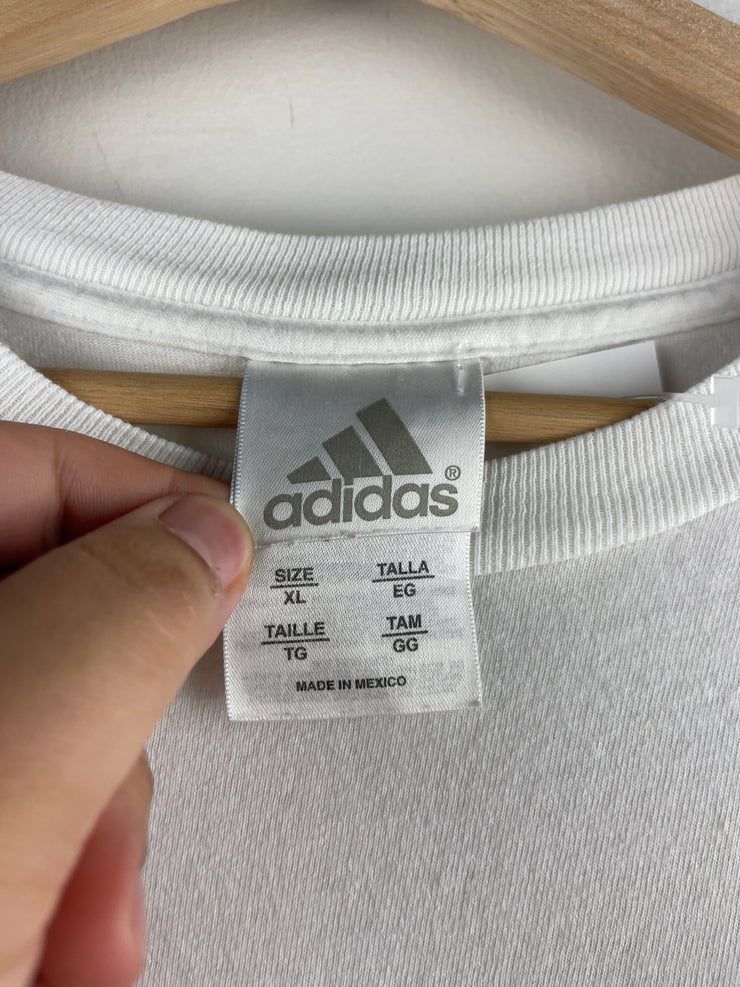 adidas®
SIZE TALLA
XL EG
TAILLE TAM
TG GG
MADE IN MEXICO